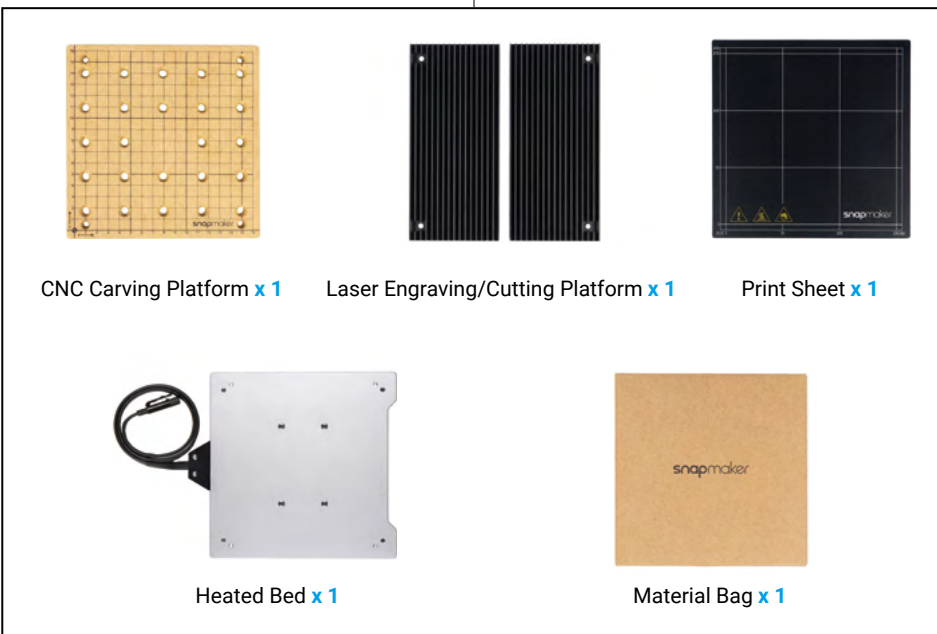 snapmaker
snapmaker
CNC Carving Platform x 1
Laser Engraving/Cutting Platform x 1
Print Sheet x 1
snapmaker
Heated Bed x 1
Material Bag x 1